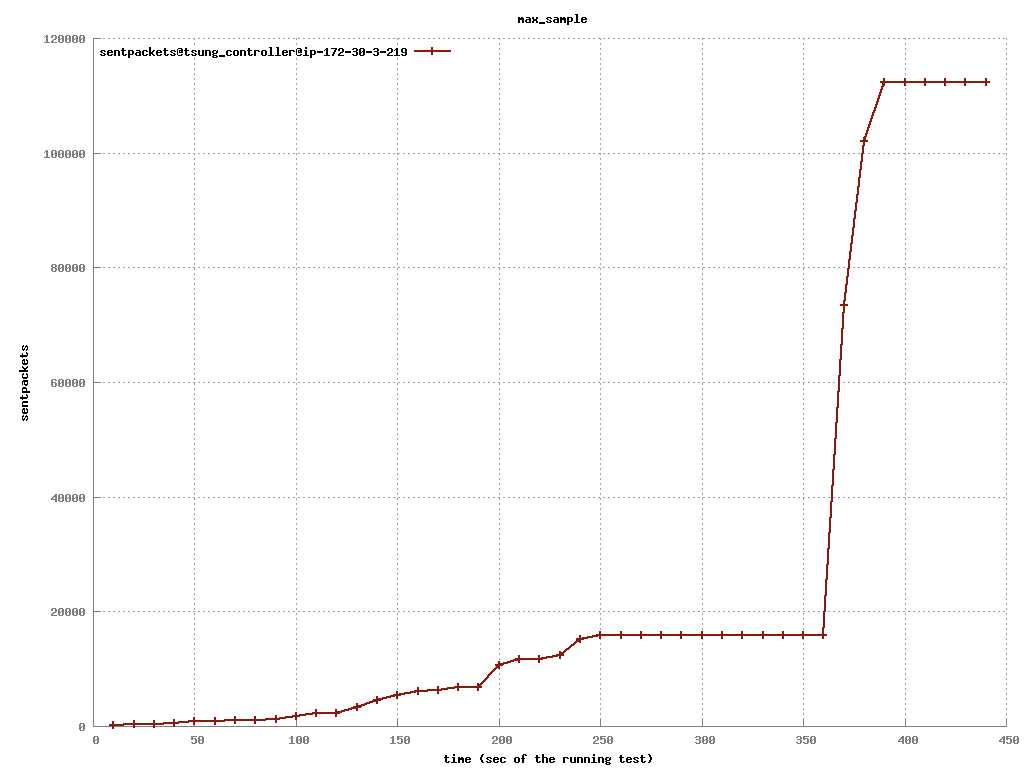 max_sample
120000
sentpackets@tsung_controller@ip-172-30-3-219
100000
80000
60000
40000
20000
0
sentpackets
0 50 100 150 200 250 300 350 400 450
time (sec of the running test)